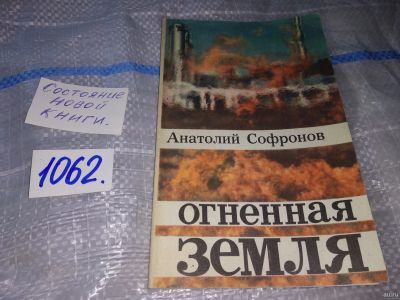 Состояние
новой
книги.
1062.
Анатолий Софронов
огненная
земля